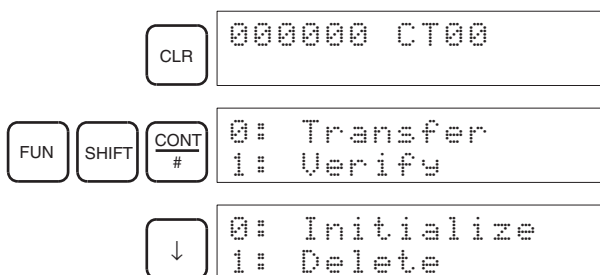 CLR
000000 CT00
FUN SHIFT CONT
#
0: Transfer
1: Verify
↓
0: Initialize
1: Delete